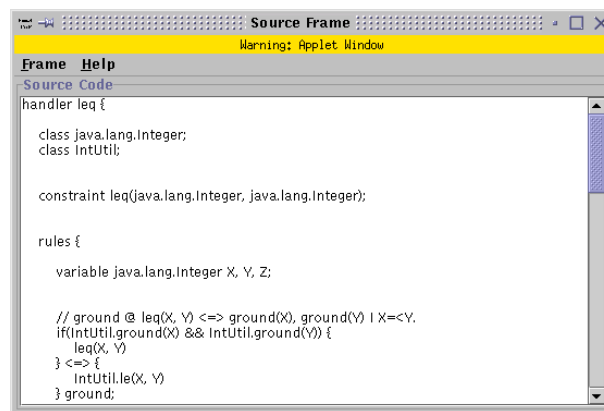 Source Frame
Warning: Applet Window
Frame Help
Source Code
handler leq {
class java.lang.Integer;
class IntUtil;
constraint leq(java.lang.Integer, java.lang.Integer);
rules {
variable java.lang.Integer X, Y, Z;
// ground @ leq(X, Y) <=> ground(X), ground(Y) | X=<Y.
if(IntUtil.ground(X) && IntUtil.ground(Y)) {
leq(X, Y)
} <=> {
IntUtil.le(X, Y)
} ground;